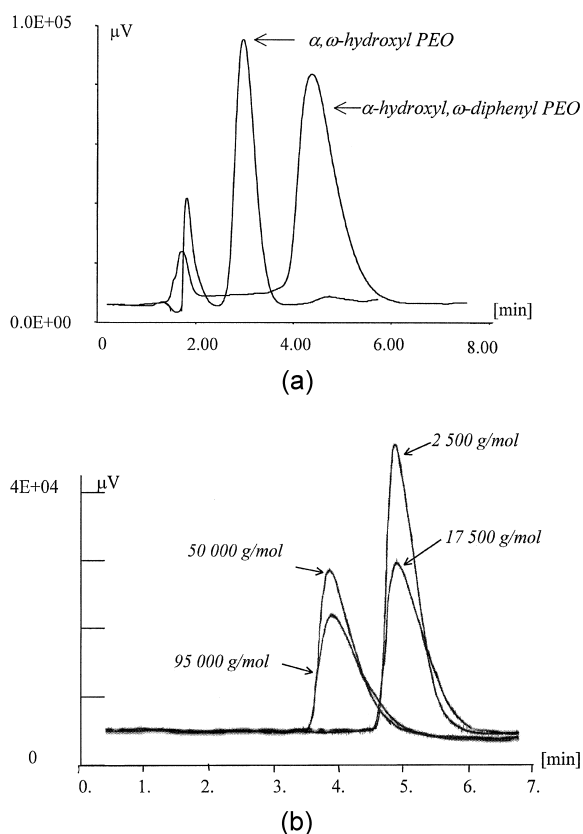 1.0E+05
μV
α,ω-hydroxyl PEO
α-hydroxyl,ω-diphenyl PEO
0.0E+00
[min]
0 2.00 4.00 6.00 8.00
(a)
2 500 g/mol
4E+04
μV
17 500 g/mol
50 000 g/mol
95 000 g/mol
0
[min]
0. 1. 2. 3. 4. 5. 6. 7.
(b)